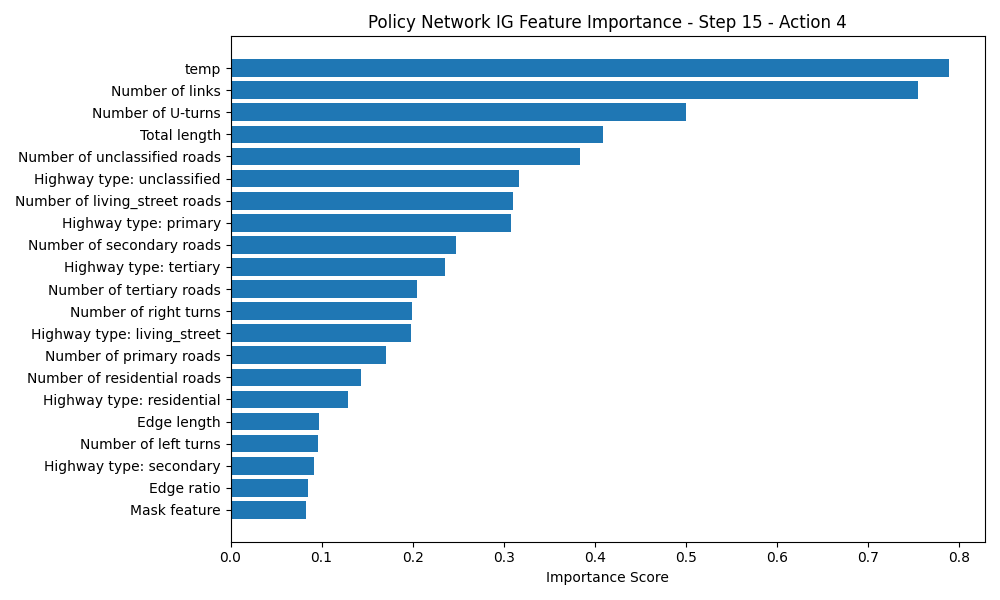 Policy Network IG Feature Importance - Step 15 - Action 4
temp
Number of links
Number of U-turns
Total length
Number of unclassified roads
Highway type: unclassified
Number of living_street roads
Highway type: primary
Number of secondary roads
Highway type: tertiary
Number of tertiary roads
Number of right turns
Highway type: living_street
Number of primary roads
Number of residential roads
Highway type: residential
Edge length
Number of left turns
Highway type: secondary
Edge ratio
Mask feature
0.0 0.1 0.2 0.3 0.4 0.5 0.6 0.7 0.8
Importance Score